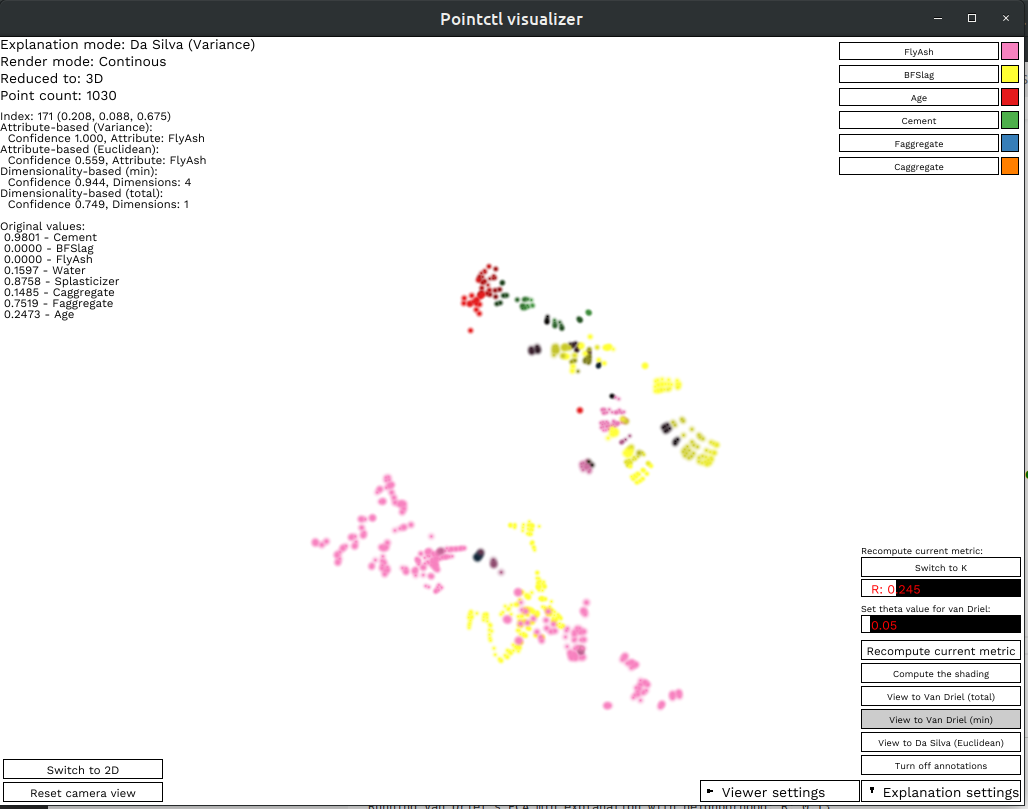 Pointctl visualizer
Explanation mode: Da Silva (Variance)
Render mode: Continous
Reduced to: 3D
Point count: 1030
Index: 171 (0.208, 0.088, 0.675)
Attribute-based (Variance):
Confidence 1.000, Attribute: FlyAsh
Attribute-based (Euclidean):
Confidence 0.559, Attribute: FlyAsh
Dimensionality-based (min):
Confidence 0.944, Dimensions: 4
Dimensionality-based (total):
Confidence 0.749, Dimensions: 1
Original values:
0.9801 - Cement
0.0000 - BFSlag
0.0000 - FlyAsh
0.1597 - Water
0.8758 - Splasticizer
0.1485 - Caggregate
0.7519 - Faggregate
0.2473 - Age
FlyAsh
BFSlag
Age
Cement
Faggregate
Caggregate
Recompute current metric:
Switch to K
R: 0.245
Set theta value for van Driel:
0.05
Recompute current metric
Compute the shading
View to Van Driel (total)
View to Van Driel (min)
View to Da Silva (Euclidean)
Turn off annotations
Switch to 2D
Reset camera view
Viewer settings
Explanation settings